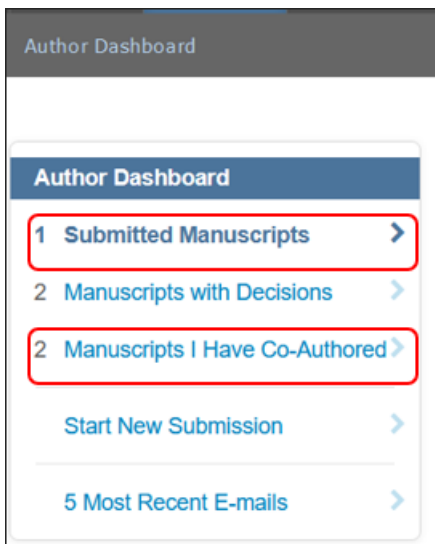 Author Dashboard
Author Dashboard
1 Submitted Manuscripts
2 Manuscripts with Decisions
2 Manuscripts I Have Co-Authored
Start New Submission
5 Most Recent E-mails